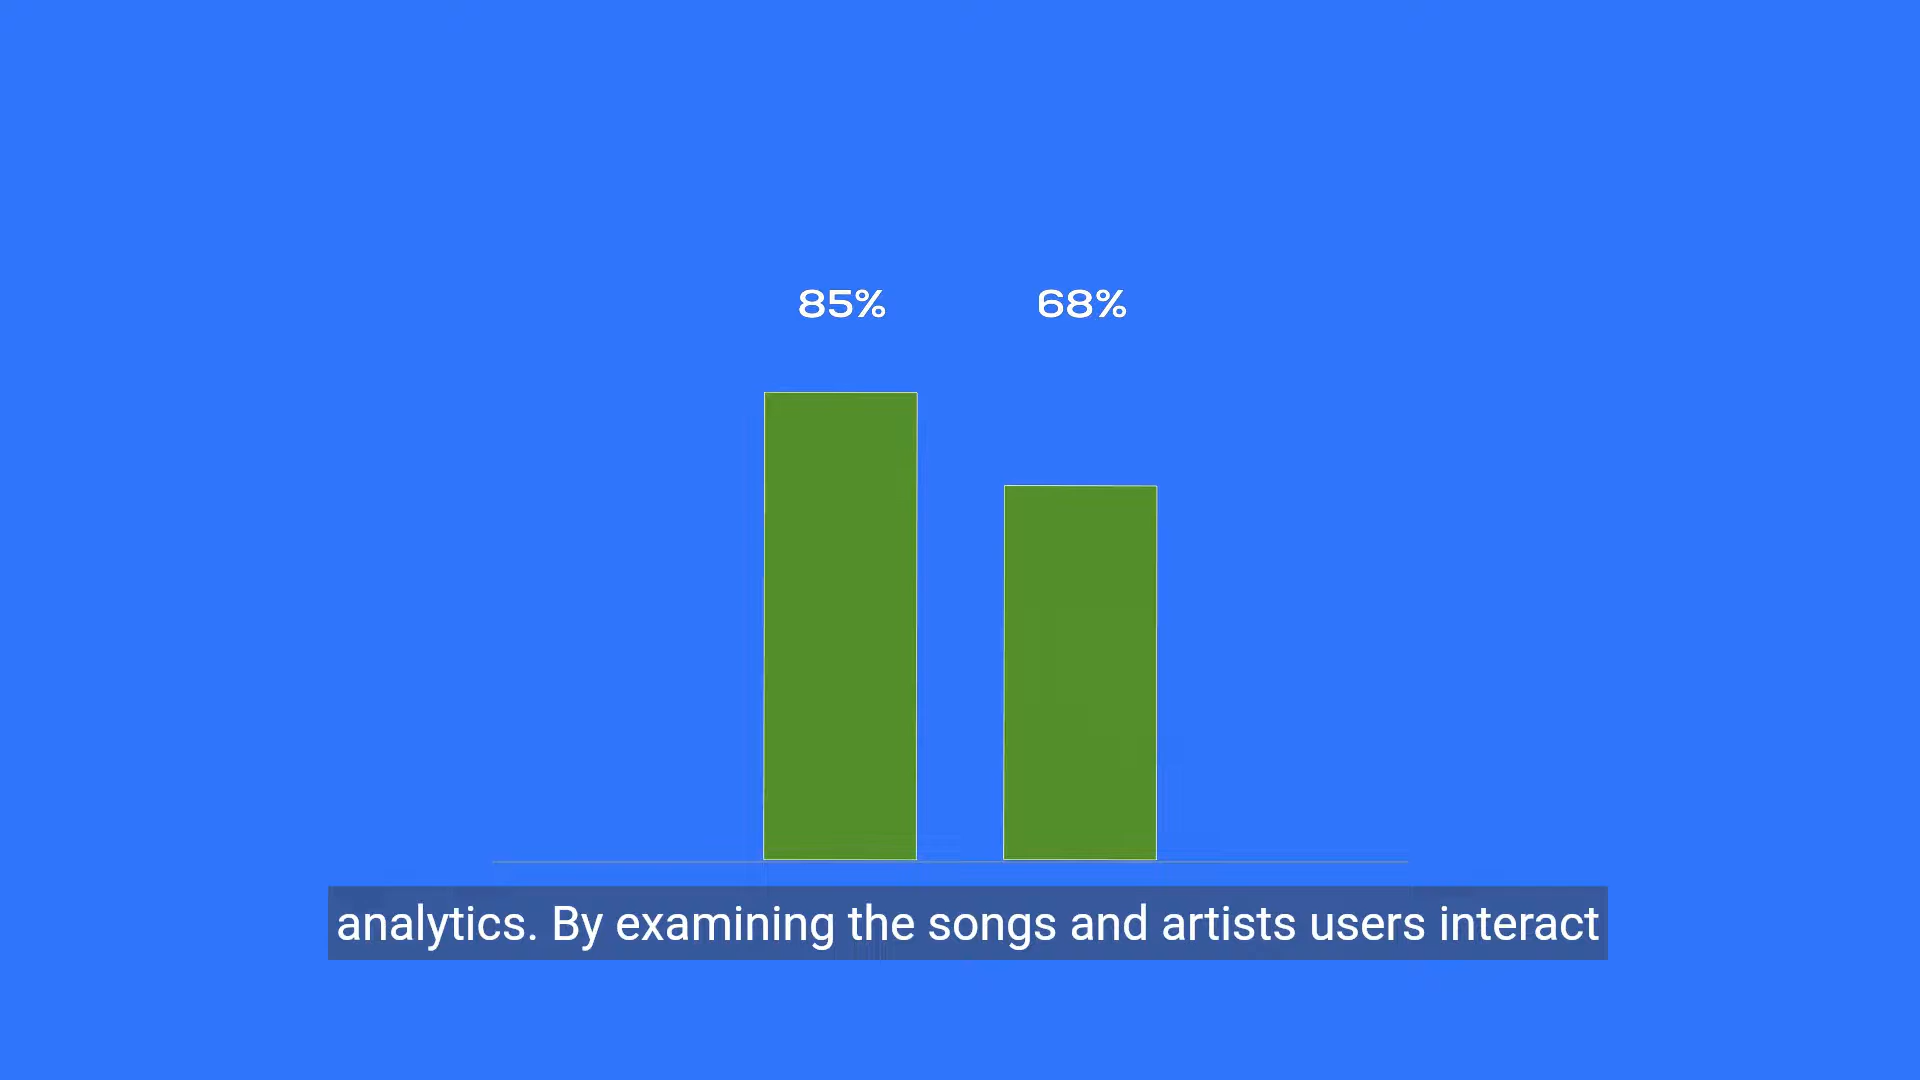 85% 68%
analytics. By examining the songs and artists users interact